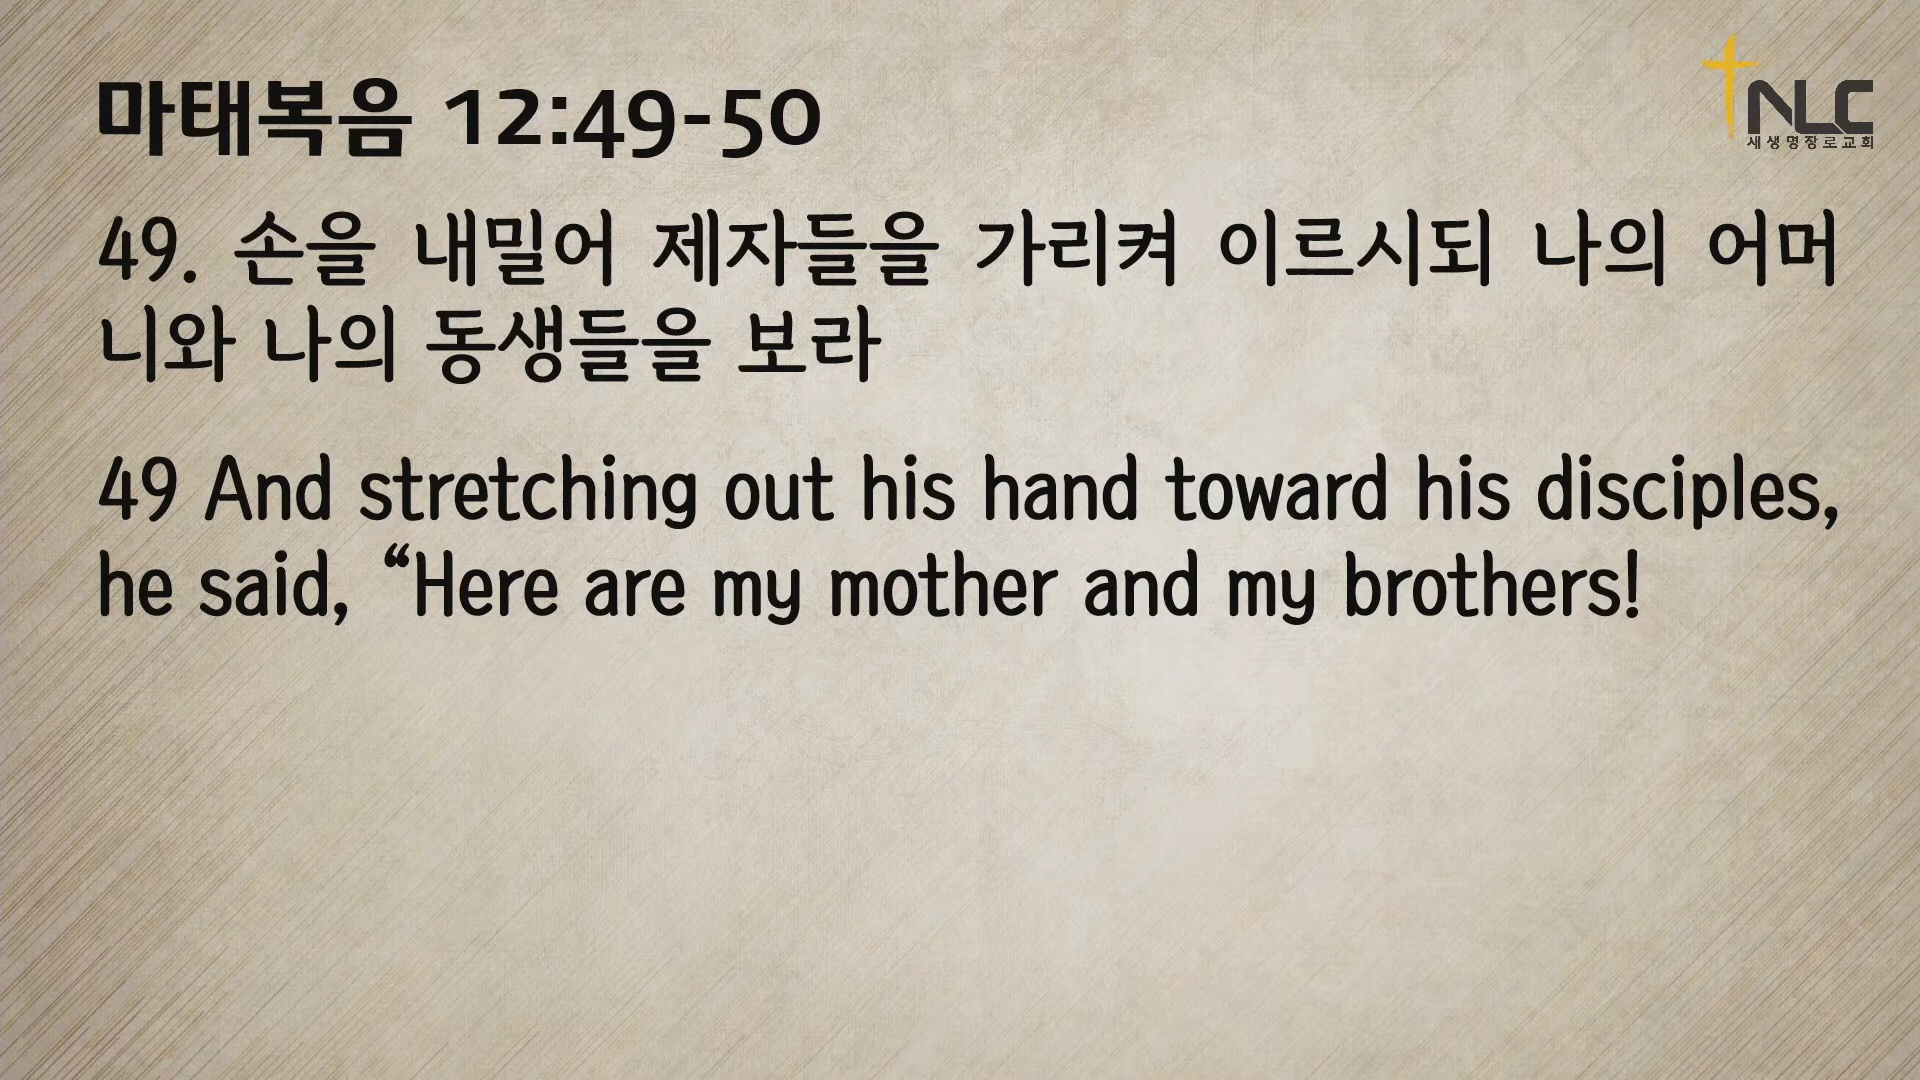 마태복음 12:49-50
NLC
새생명장로교회
49. 손을 내밀어 제자들을 가리켜 이르시되 나의 어머
니와 나의 동생들을 보라
49 And stretching out his hand toward his disciples,
he said, “Here are my mother and my brothers!